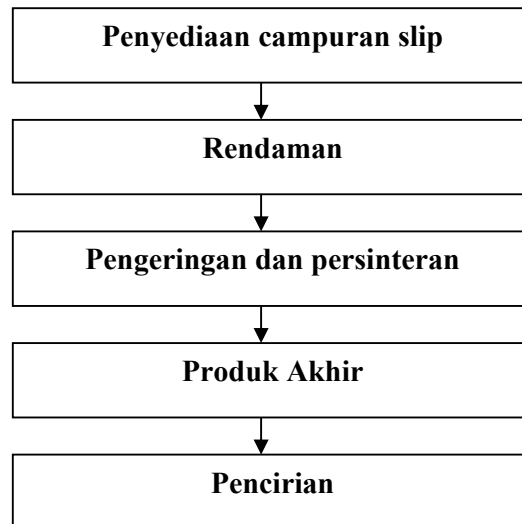 Penyediaan campuran slip
Rendaman
Pengeringan dan persinteran
Produk Akhir
Pencirian